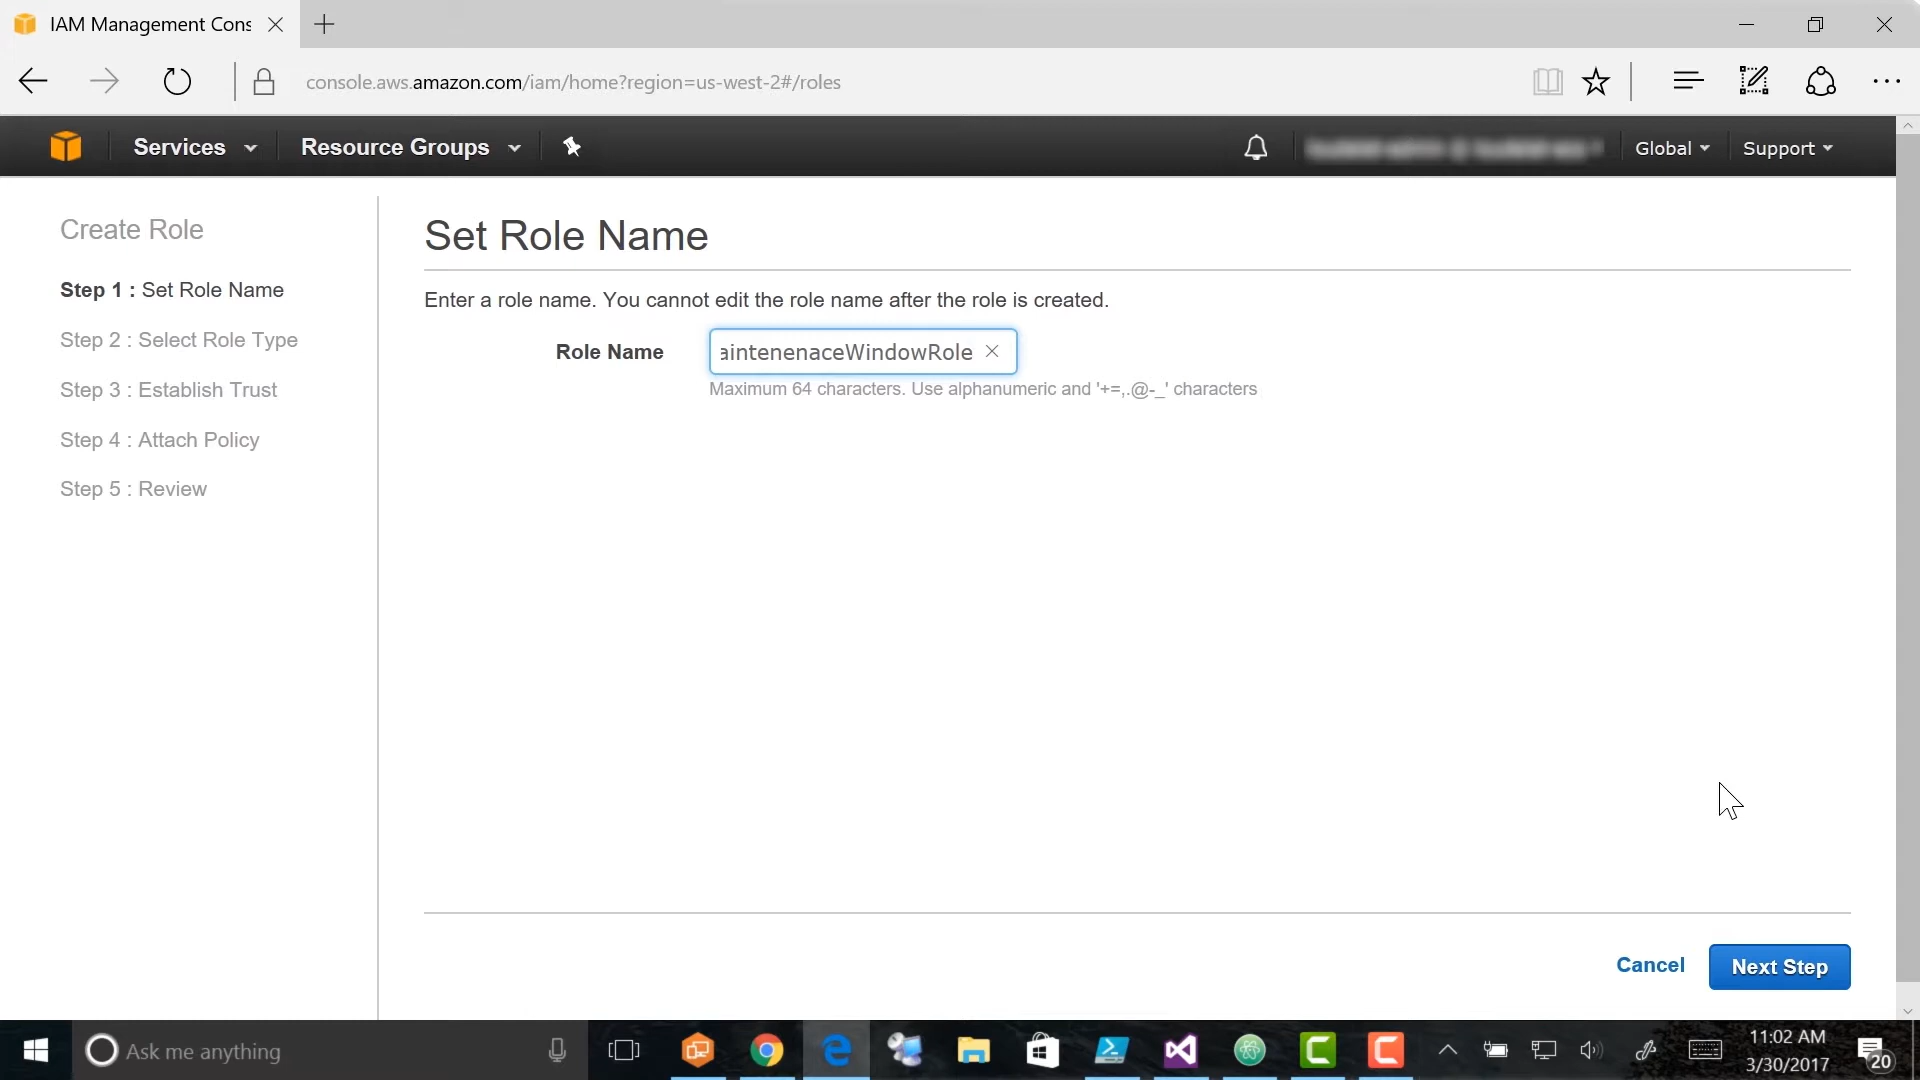 IAM Management Cons
console.aws.amazon.com/iam/home?region=us-west-2#/roles
Services
Resource Groups
Global
Support
Create Role
Step 1 : Set Role Name
Step 2 : Select Role Type
Step 3 : Establish Trust
Step 4 : Attach Policy
Step 5 : Review
Set Role Name
Enter a role name. You cannot edit the role name after the role is created.
Role Name
aintenenaceWindowRole
Maximum 64 characters. Use alphanumeric and '+=,.@-_' characters
Cancel
Next Step
Ask me anything
11:02 AM
3/30/2017
20